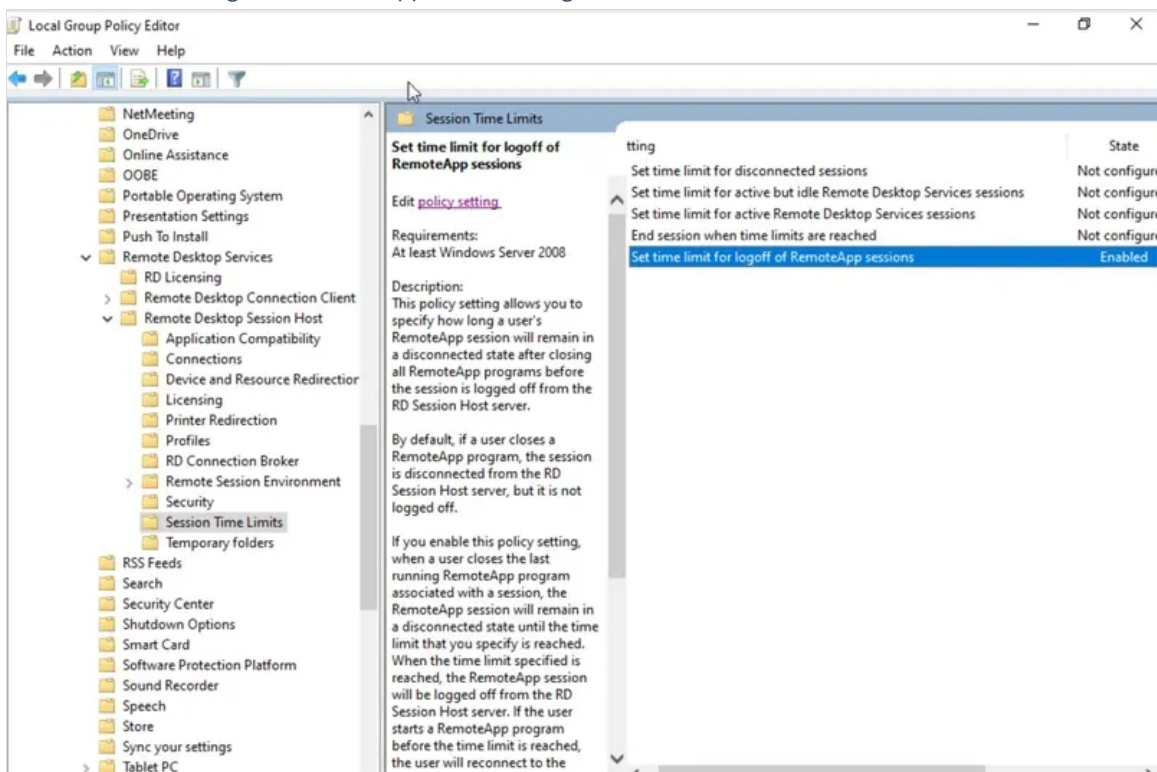 Local Group Policy Editor
File Action View Help
NetMeeting
OneDrive
Online Assistance
OOBE
Portable Operating System
Presentation Settings
Push To Install
Remote Desktop Services
RD Licensing
Remote Desktop Connection Client
Remote Desktop Session Host
Application Compatibility
Connections
Device and Resource Redirection
Licensing
Printer Redirection
Profiles
RD Connection Broker
Remote Session Environment
Security
Session Time Limits
Temporary folders
RSS Feeds
Search
Security Center
Shutdown Options
Smart Card
Software Protection Platform
Sound Recorder
Speech
Store
Sync your settings
Tablet PC
Session Time Limits
Set time limit for logoff of
RemoteApp sessions
Edit policy setting
Requirements:
At least Windows Server 2008
Description:
This policy setting allows you to
specify how long a user's
RemoteApp session will remain in
a disconnected state after closing
all RemoteApp programs before
the session is logged off from the
RD Session Host server.
By default, if a user closes a
RemoteApp program, the session
is disconnected from the RD
Session Host server, but it is not
logged off.
If you enable this policy setting,
when a user closes the last
running RemoteApp program
associated with a session, the
RemoteApp session will remain in
a disconnected state until the time
limit that you specify is reached.
When the time limit specified is
reached, the RemoteApp session
will be logged off from the RD
Session Host server. If the user
starts a RemoteApp program
before the time limit is reached,
the user will reconnect to the
tting State
Set time limit for disconnected sessions Not configure
Set time limit for active but idle Remote Desktop Services sessions Not configure
Set time limit for active Remote Desktop Services sessions Not configure
End session when time limits are reached Not configure
Set time limit for logoff of RemoteApp sessions Enabled